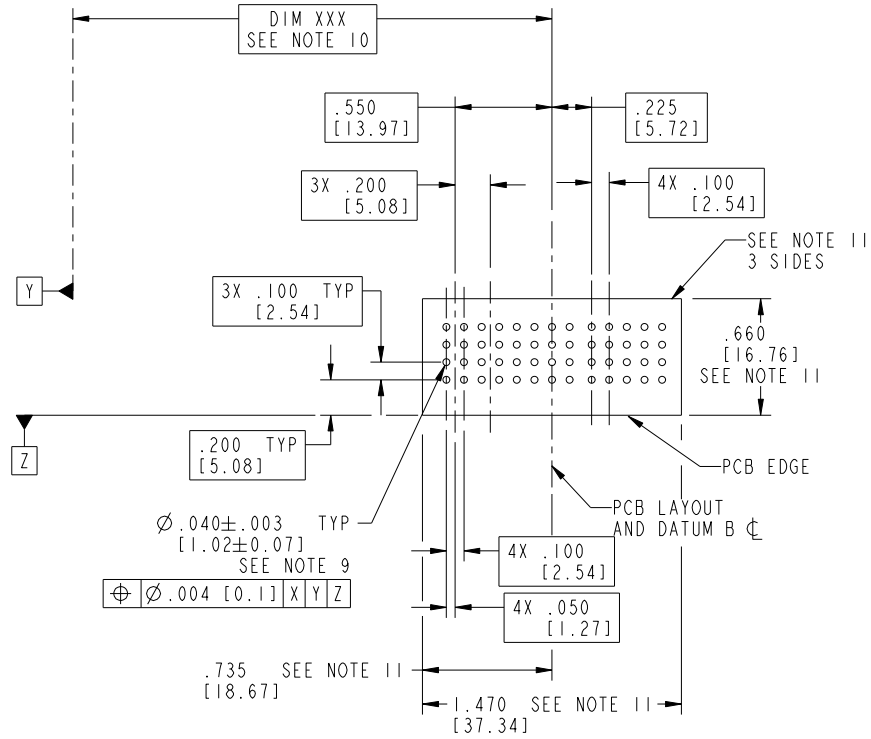 DIM XXX
SEE NOTE 10
.550
[13.97]
.225
[5.72]
3X .200
[5.08]
4X .100
[2.54]
SEE NOTE 11
3 SIDES
Y
3X .100 TYP
[2.54]
.660
[16.76]
SEE NOTE 11
Z
.200 TYP
[5.08]
PCB EDGE
PCB LAYOUT
AND DATUM B ℄
Ø.040±.003 TYP
[1.02±0.07]
SEE NOTE 9
⌖ Ø.004 [0.1] X Y Z
4X .100
[2.54]
4X .050
[1.27]
.735 SEE NOTE 11
[18.67]
1.470 SEE NOTE 11
[37.34]